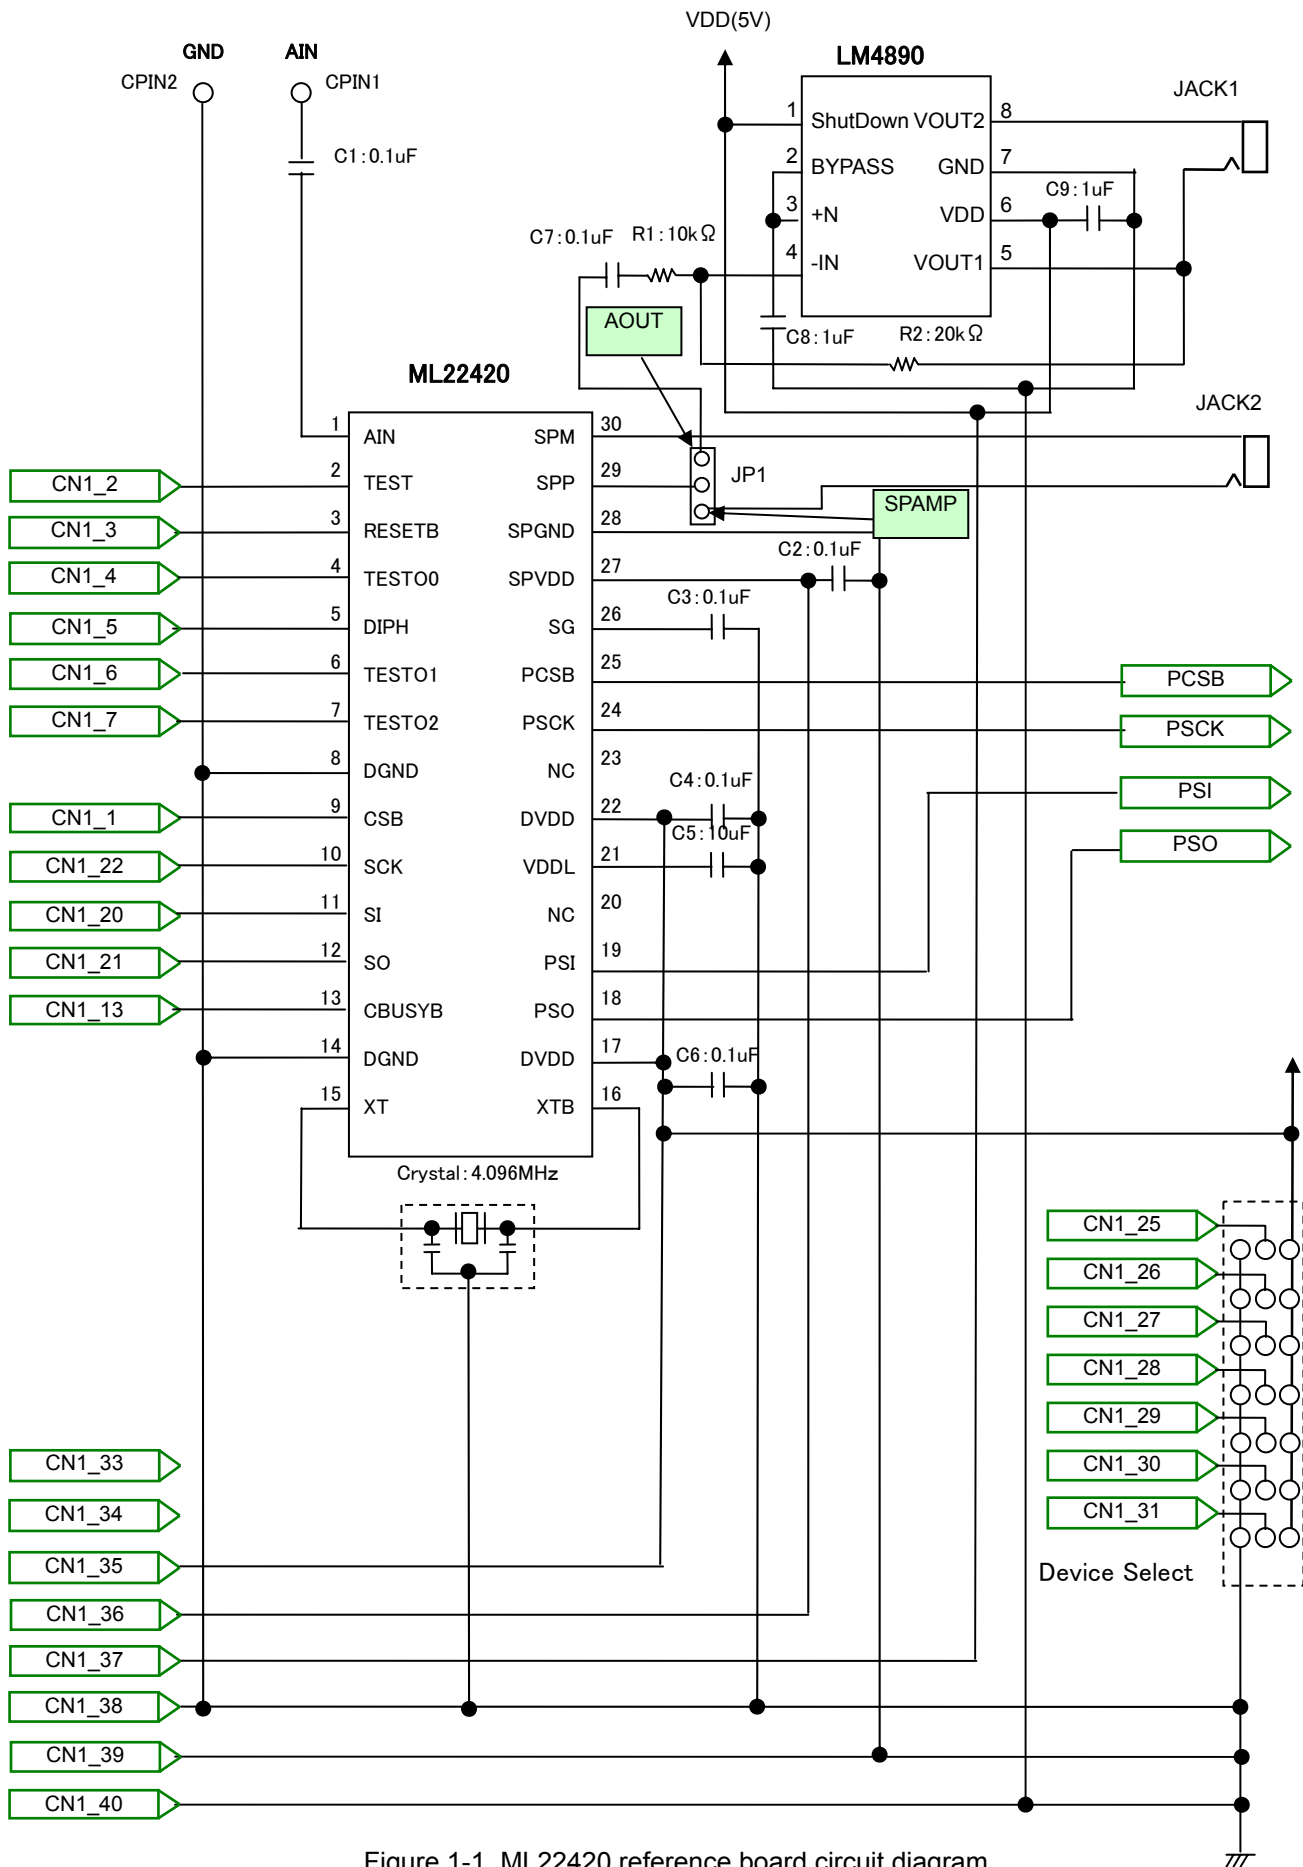 VDD(5V)
GND
AIN
CPIN2
CPIN1
C1:0.1uF
LM4890
1
ShutDown
VOUT2
8
2
BYPASS
GND
7
3
+N
VDD
6
4
-IN
VOUT1
5
JACK1
C9:1uF
C7:0.1uF
R1:10kΩ
AOUT
C8:1uF
R2:20kΩ
JACK2
ML22420
JP1
SPAMP
1
AIN
SPM
30
CN1_2
2
TEST
SPP
29
CN1_3
3
RESETB
SPGND
28
CN1_4
4
TESTO0
SPVDD
27
C2:0.1uF
CN1_5
5
DIPH
SG
26
C3:0.1uF
CN1_6
6
TESTO1
PCSB
25
PCSB
CN1_7
7
TESTO2
PSCK
24
PSCK
8
DGND
NC
23
C4:0.1uF
PSI
CN1_1
9
CSB
DVDD
22
C5:10uF
PSO
CN1_22
10
SCK
VDDL
21
CN1_20
11
SI
NC
20
CN1_21
12
SO
PSI
19
CN1_13
13
CBUSYB
PSO
18
14
DGND
DVDD
17
C6:0.1uF
15
XT
XTB
16
Crystal:4.096MHz
CN1_25
CN1_26
CN1_27
CN1_28
CN1_29
CN1_30
CN1_31
Device Select
CN1_33
CN1_34
CN1_35
CN1_36
CN1_37
CN1_38
CN1_39
CN1_40
Figure 1-1 ML22420 reference board circuit diagram